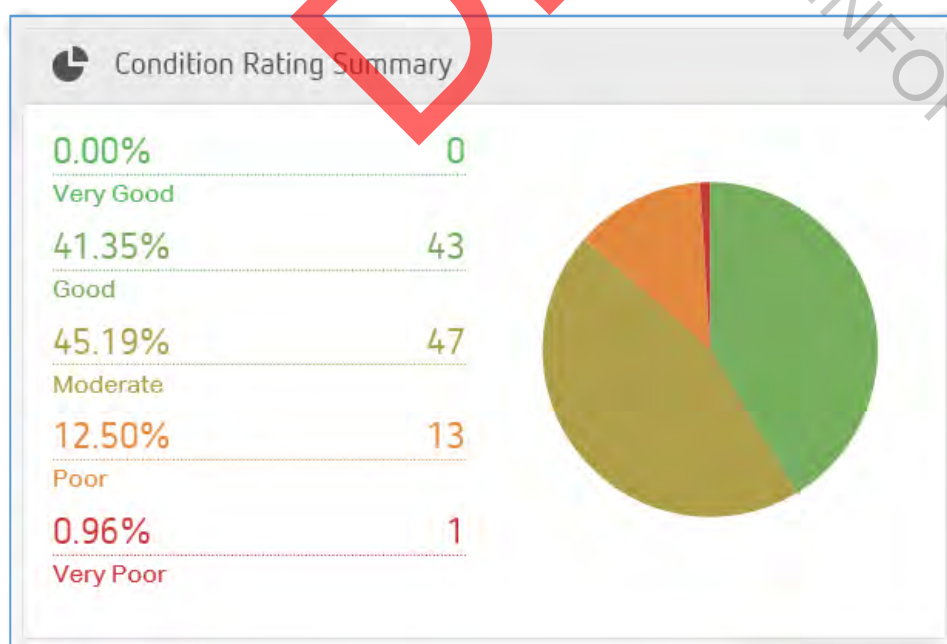 Condition Rating Summary
0.00% 0
Very Good
41.35% 43
Good
45.19% 47
Moderate
12.50% 13
Poor
0.96% 1
Very Poor